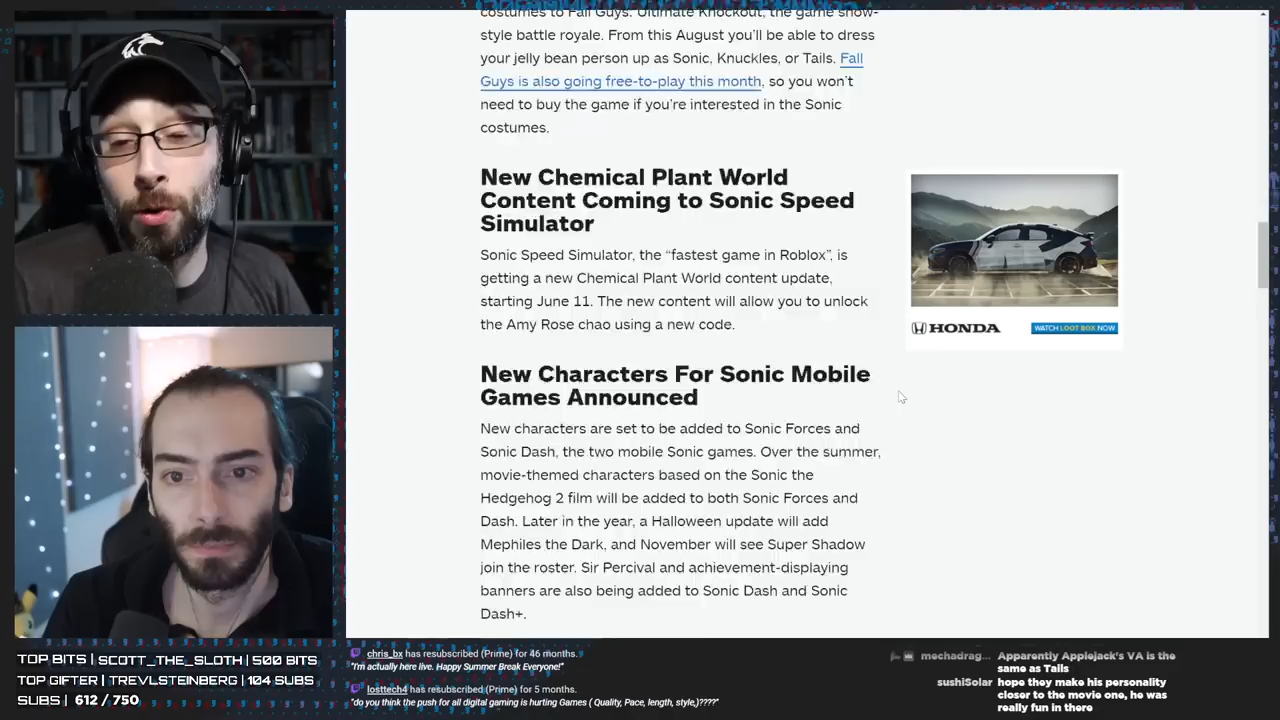 costumes to Fall Guys: Ultimate Knockout, the game show-
style battle royale. From this August you'll be able to dress
your jelly bean person up as Sonic, Knuckles, or Tails. Fall
Guys is also going free-to-play this month, so you won't
need to buy the game if you're interested in the Sonic
costumes.
New Chemical Plant World
Content Coming to Sonic Speed
Simulator
Sonic Speed Simulator, the “fastest game in Roblox”, is
getting a new Chemical Plant World content update,
starting June 11. The new content will allow you to unlock
the Amy Rose chao using a new code.
HONDA
WATCH LOOT BOX NOW
New Characters For Sonic Mobile
Games Announced
New characters are set to be added to Sonic Forces and
Sonic Dash, the two mobile Sonic games. Over the summer,
movie-themed characters based on the Sonic the
Hedgehog 2 film will be added to both Sonic Forces and
Dash. Later in the year, a Halloween update will add
Mephiles the Dark, and November will see Super Shadow
join the roster. Sir Percival and achievement-displaying
banners are also being added to Sonic Dash and Sonic
Dash+.
TOP BITS | SCOTT_THE_SLOTH | 500 BITS
TOP GIFTER | TREVLSTEINBERG | 104 SUBS
SUBS | 612 / 750
chris_bx has resubscribed (Prime) for 46 months.
"I'm actually here live. Happy Summer Break Everyone!"
losttech4 has resubscribed (Prime) for 5 months.
"do you think the push for all digital gaming is hurting Games ( Quality, Pace, length, style,)????"
mechadrag... Apparently Applejack's VA is the
same as Tails
sushiSolar hope they make his personality
closer to the movie one, he was
really fun in there